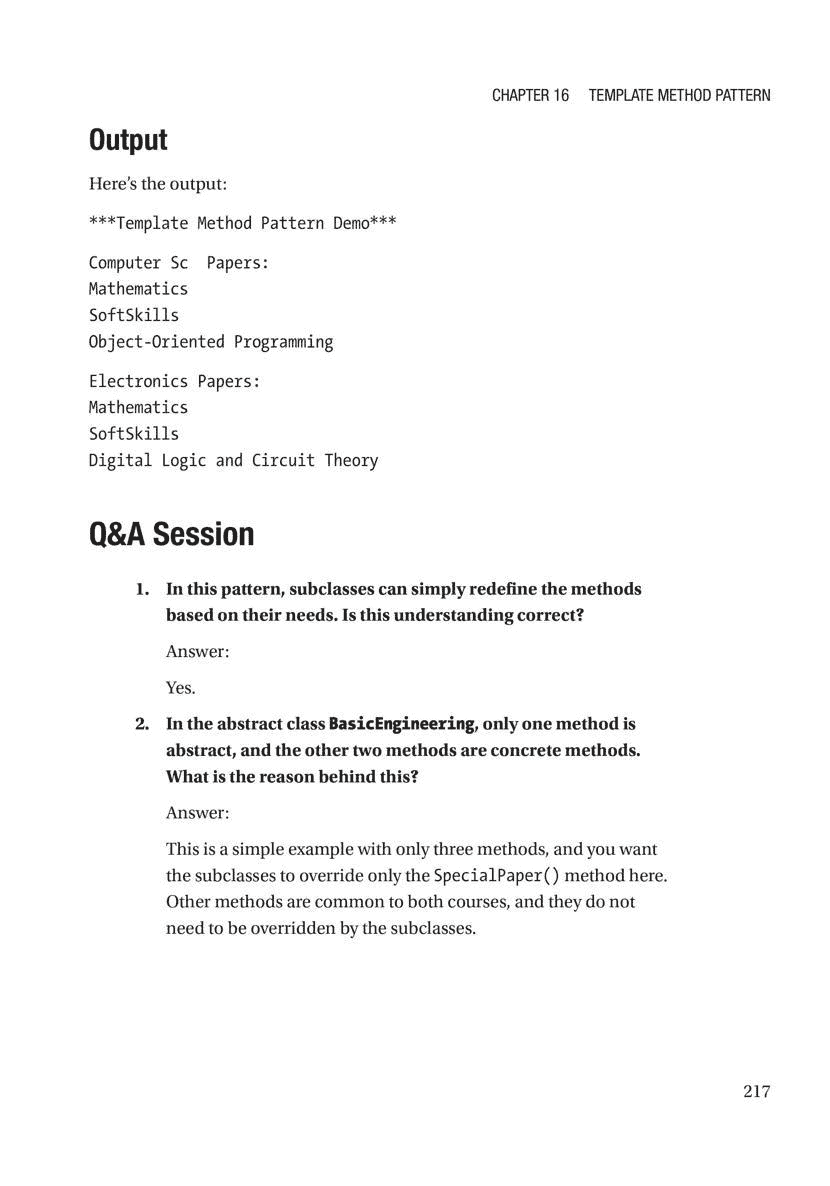 CHAPTER 16 TEMPLATE METHOD PATTERN
Output
Here’s the output:
***Template Method Pattern Demo***
Computer Sc  Papers:
Mathematics
SoftSkills
Object-Oriented Programming
Electronics Papers:
Mathematics
SoftSkills
Digital Logic and Circuit Theory
Q&A Session
1. In this pattern, subclasses can simply redefine the methods
based on their needs. Is this understanding correct?
Answer:
Yes.
2. In the abstract class BasicEngineering, only one method is
abstract, and the other two methods are concrete methods.
What is the reason behind this?
Answer:
This is a simple example with only three methods, and you want
the subclasses to override only the SpecialPaper() method here.
Other methods are common to both courses, and they do not
need to be overridden by the subclasses.
217